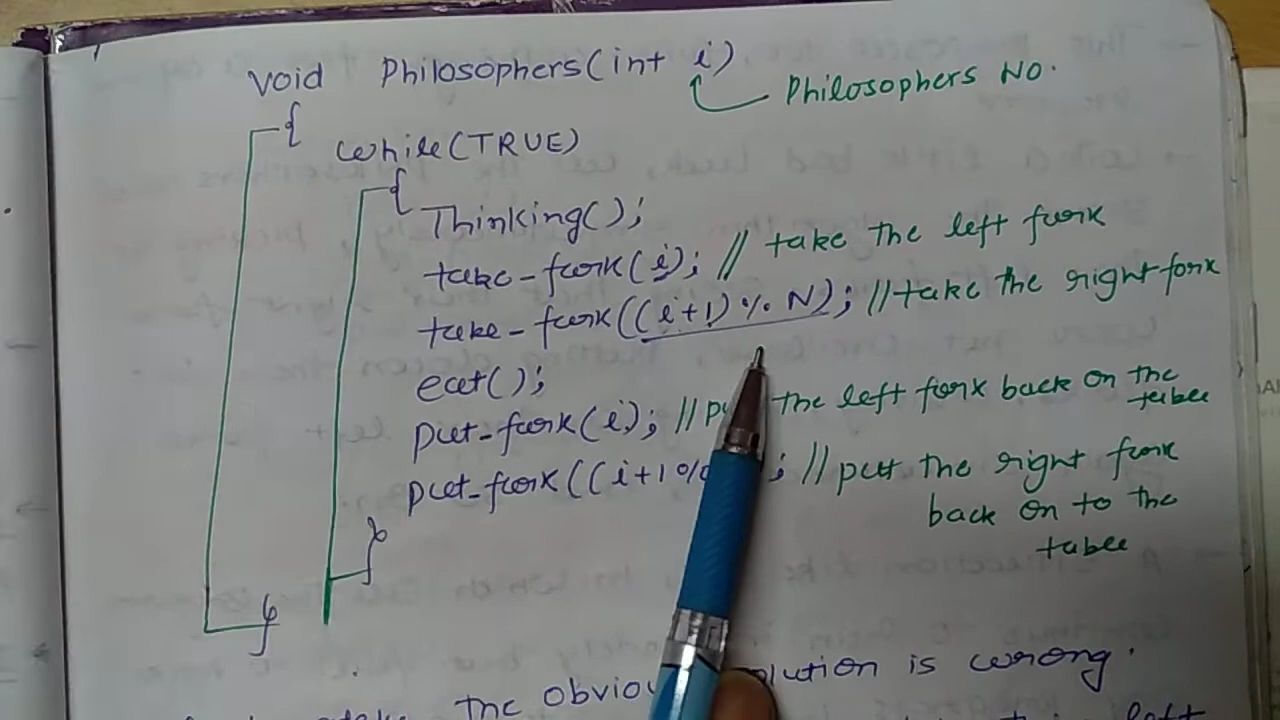 void Philosophers(int i)
Philosophers No.
{
while(TRUE)
{
Thinking();
take-fork(i); // take the left fork
take-fork((i+1) % N); // take the right fork
eat();
put-fork(i); // the left fork back on the
table
put-fork((i+1% ; // put the right fork
back on to the
table
}
}
The is wrong.
left